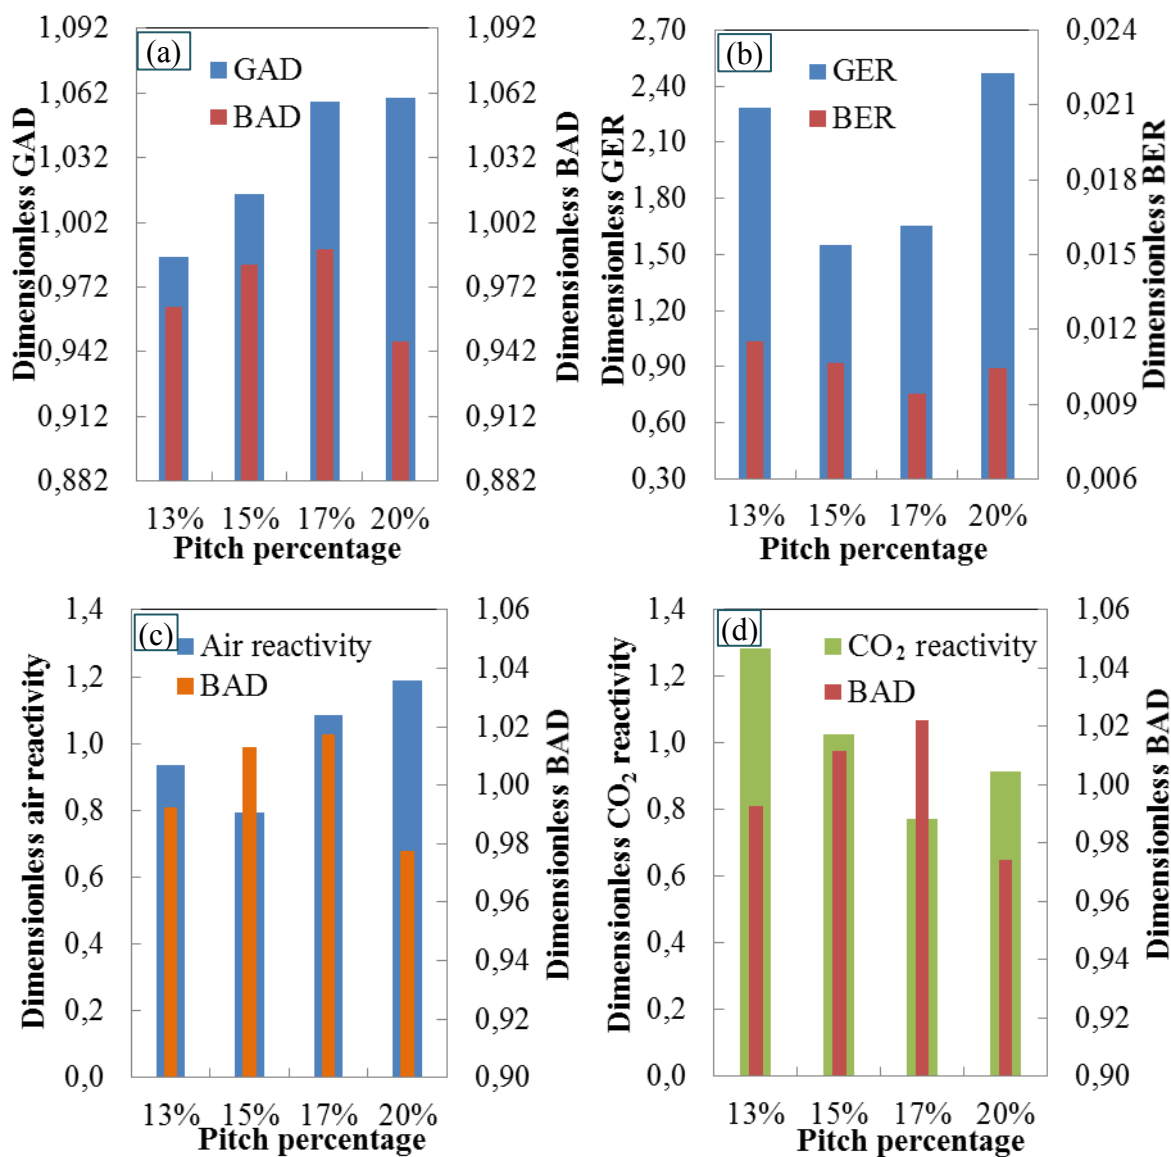 (a)
GAD
BAD
Dimensionless GAD
1,092
1,062
1,032
1,002
0,972
0,942
0,912
0,882
Dimensionless BAD
1,092
1,062
1,032
1,002
0,972
0,942
0,912
0,882
13% 15% 17% 20%
Pitch percentage
(b)
GER
BER
Dimensionless GER
2,70
2,40
2,10
1,80
1,50
1,20
0,90
0,60
0,30
Dimensionless BER
0,024
0,021
0,018
0,015
0,012
0,009
0,006
13% 15% 17% 20%
Pitch percentage
(c)
Air reactivity
BAD
Dimensionless air reactivity
1,4
1,2
1,0
0,8
0,6
0,4
0,2
0,0
Dimensionless BAD
1,06
1,04
1,02
1,00
0,98
0,96
0,94
0,92
0,90
13% 15% 17% 20%
Pitch percentage
(d)
CO₂ reactivity
BAD
Dimensionless CO₂ reactivity
1,4
1,2
1,0
0,8
0,6
0,4
0,2
0,0
Dimensionless BAD
1,06
1,04
1,02
1,00
0,98
0,96
0,94
0,92
0,90
13% 15% 17% 20%
Pitch percentage